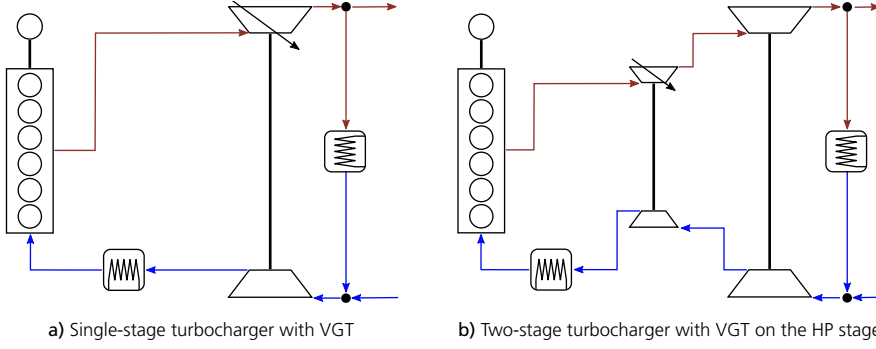 a) Single-stage turbocharger with VGT
b) Two-stage turbocharger with VGT on the HP stage